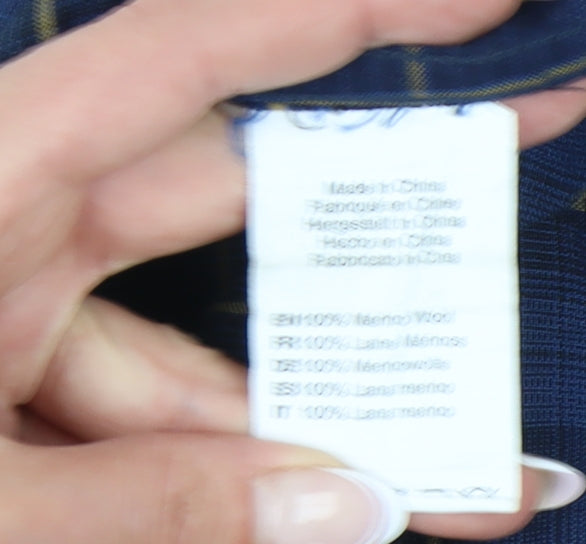 Made in China
Fabriqué en Chine
Hergestellt in China
Hecho en China
Fabbricato in China
EN 100% Merino Wool
FR 100% Laine Mérinos
DE 100% Merinowolle
ES 100% Lana merino
IT 100% Lana merino